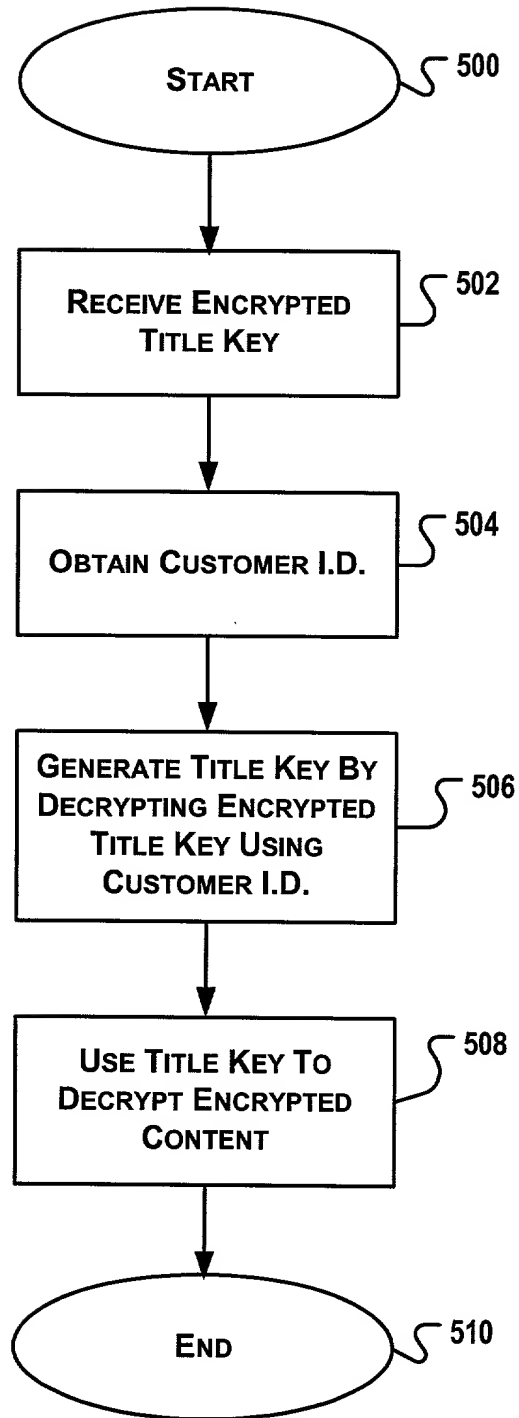 START
500
RECEIVE ENCRYPTED
TITLE KEY
502
OBTAIN CUSTOMER I.D.
504
GENERATE TITLE KEY BY
DECRYPTING ENCRYPTED
TITLE KEY USING
CUSTOMER I.D.
506
USE TITLE KEY TO
DECRYPT ENCRYPTED
CONTENT
508
END
510